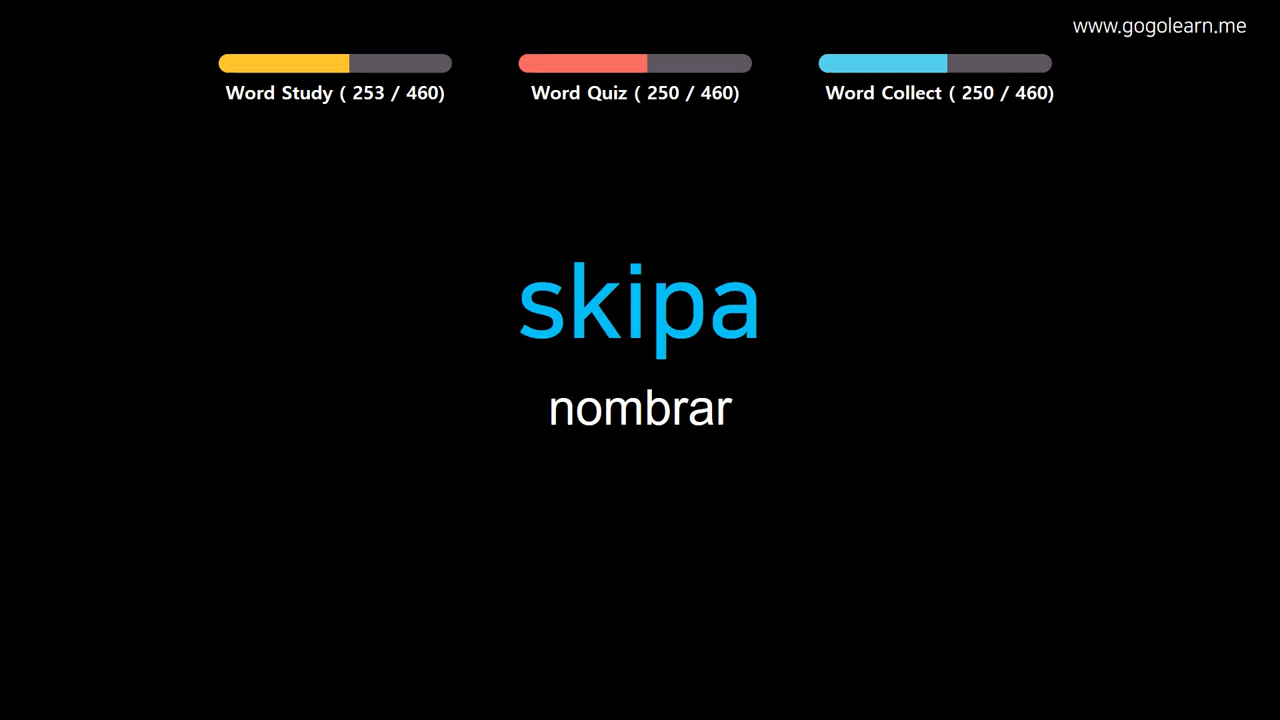 www.gogolearn.me
Word Study ( 253 / 460)
Word Quiz ( 250 / 460)
Word Collect ( 250 / 460)
skipa
nombrar